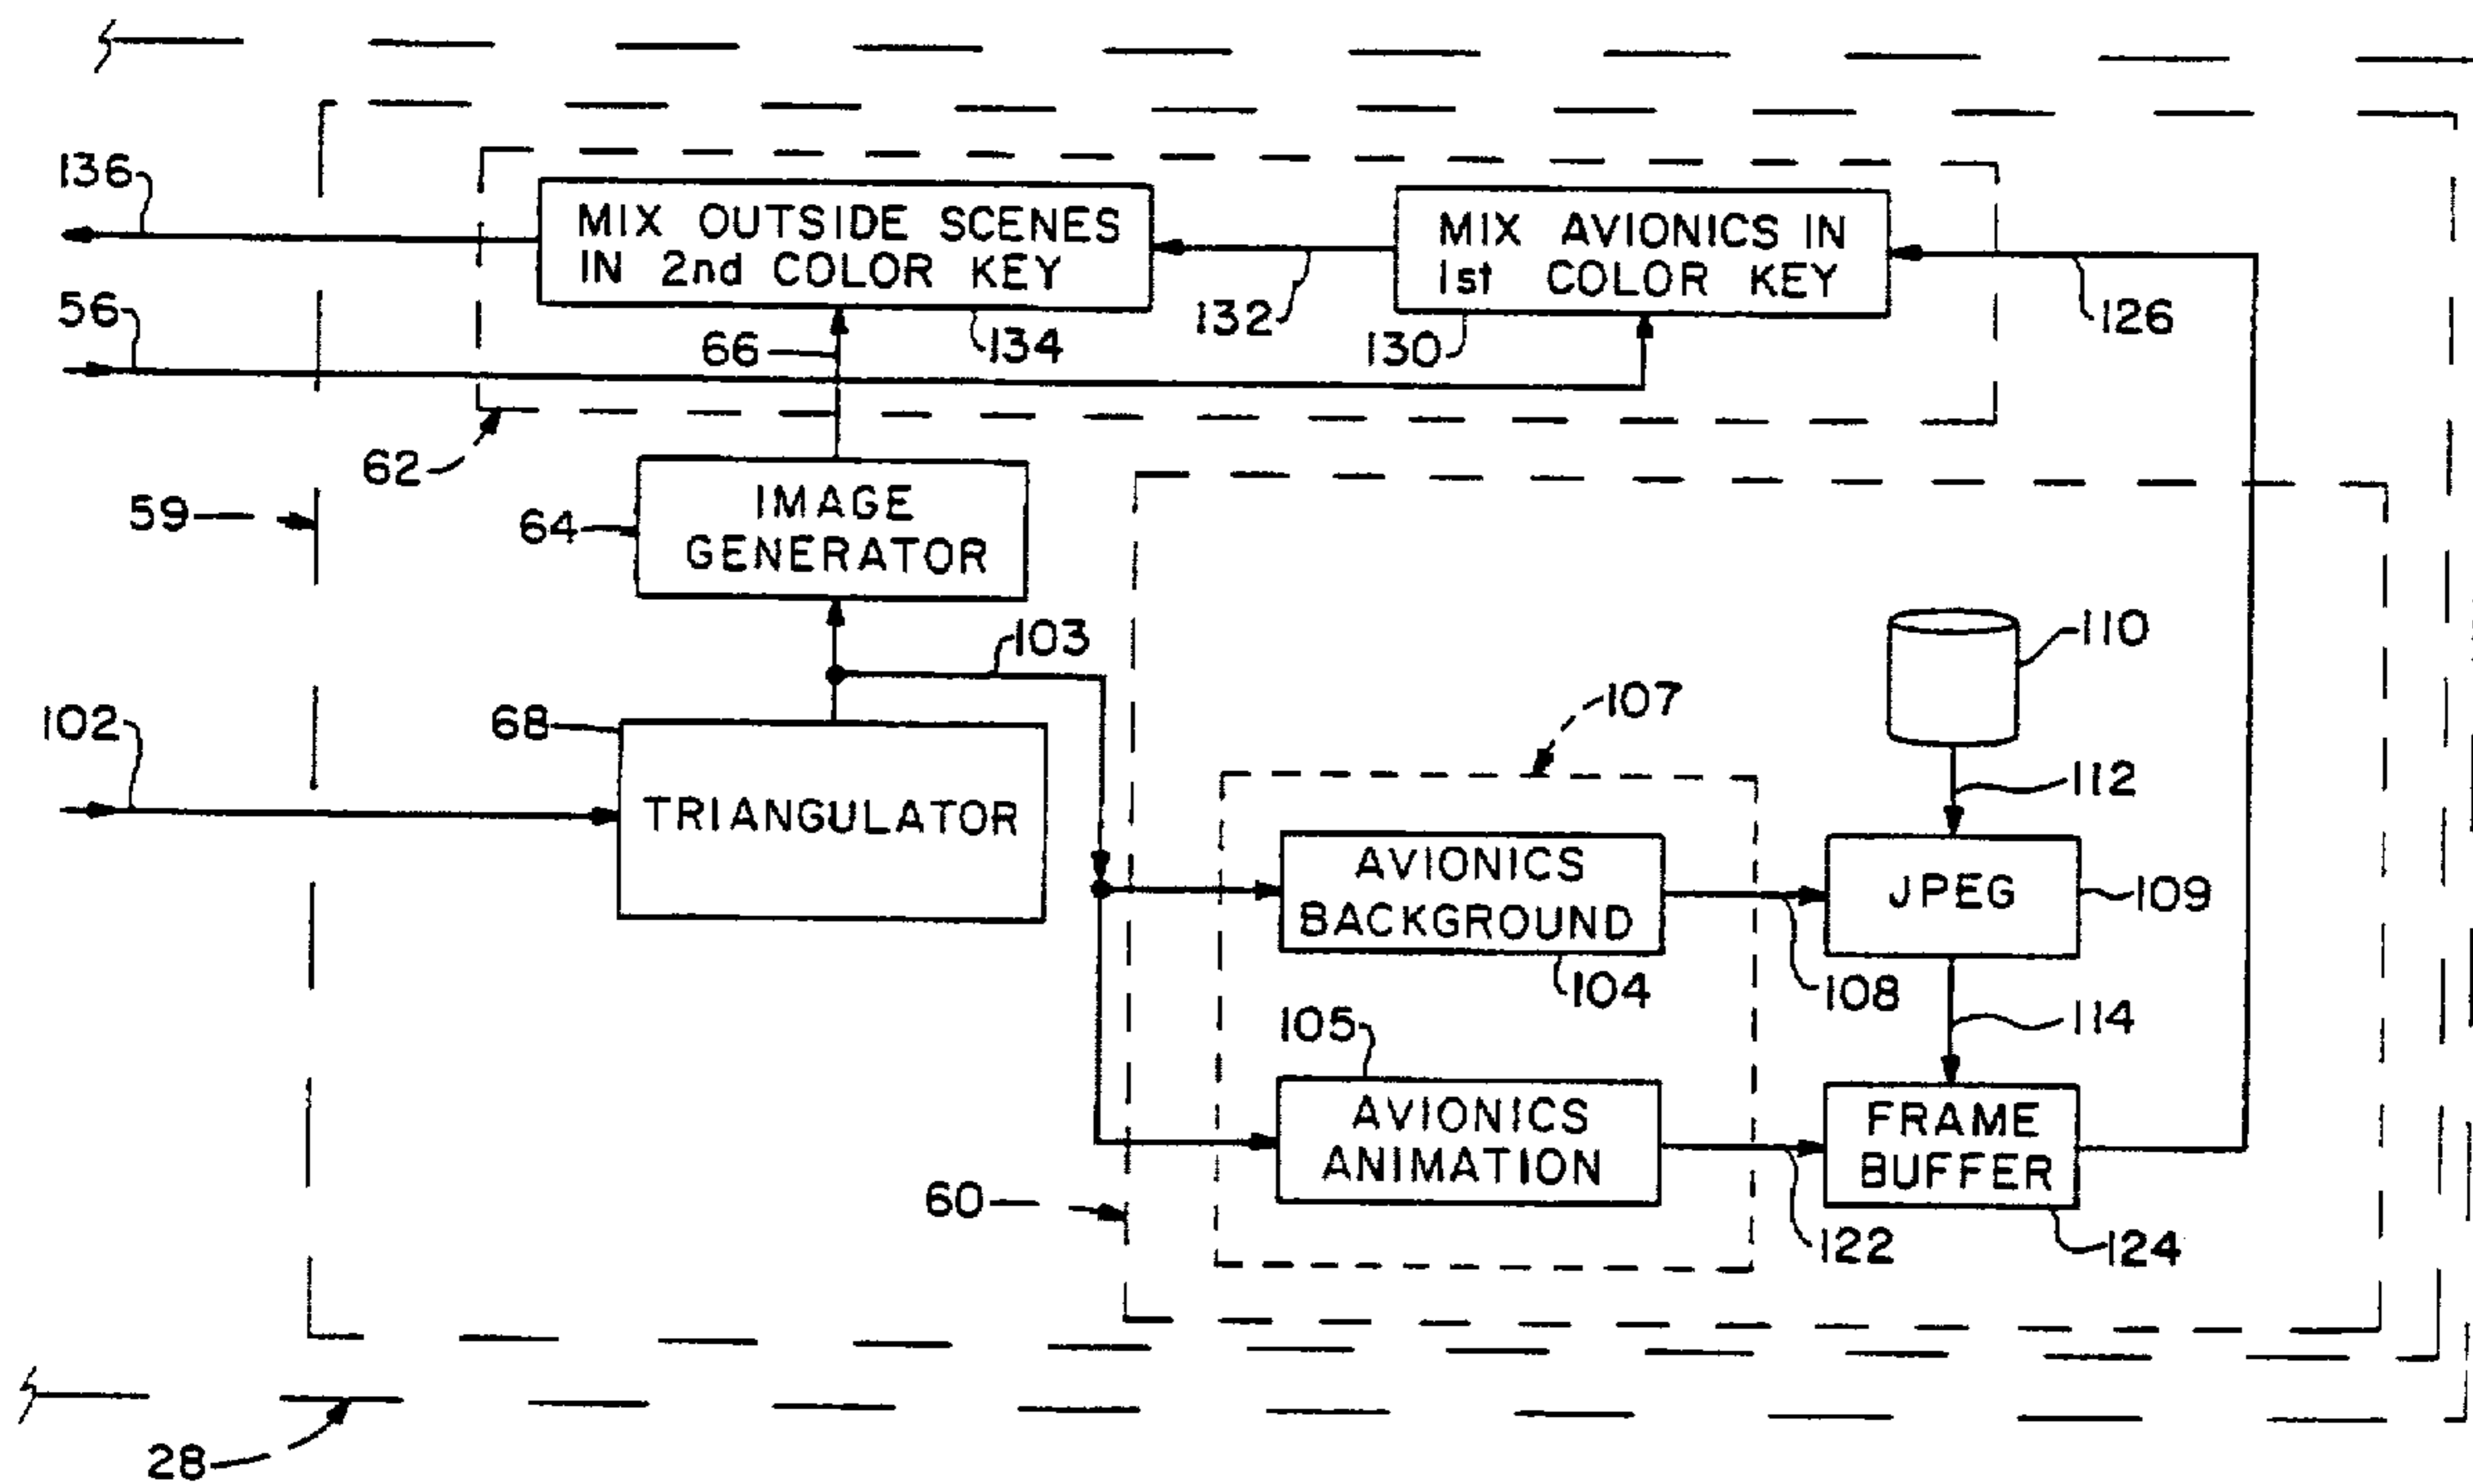 136
MIX OUTSIDE SCENES
IN 2nd COLOR KEY
MIX AVIONICS IN
1st COLOR KEY
56
66
134
132
130
126
62
59
64
IMAGE
GENERATOR
103
110
102
68
107
TRIANGULATOR
112
AVIONICS
BACKGROUND
JPEG
109
104
108
105
114
AVIONICS
ANIMATION
FRAME
BUFFER
60
122
124
28